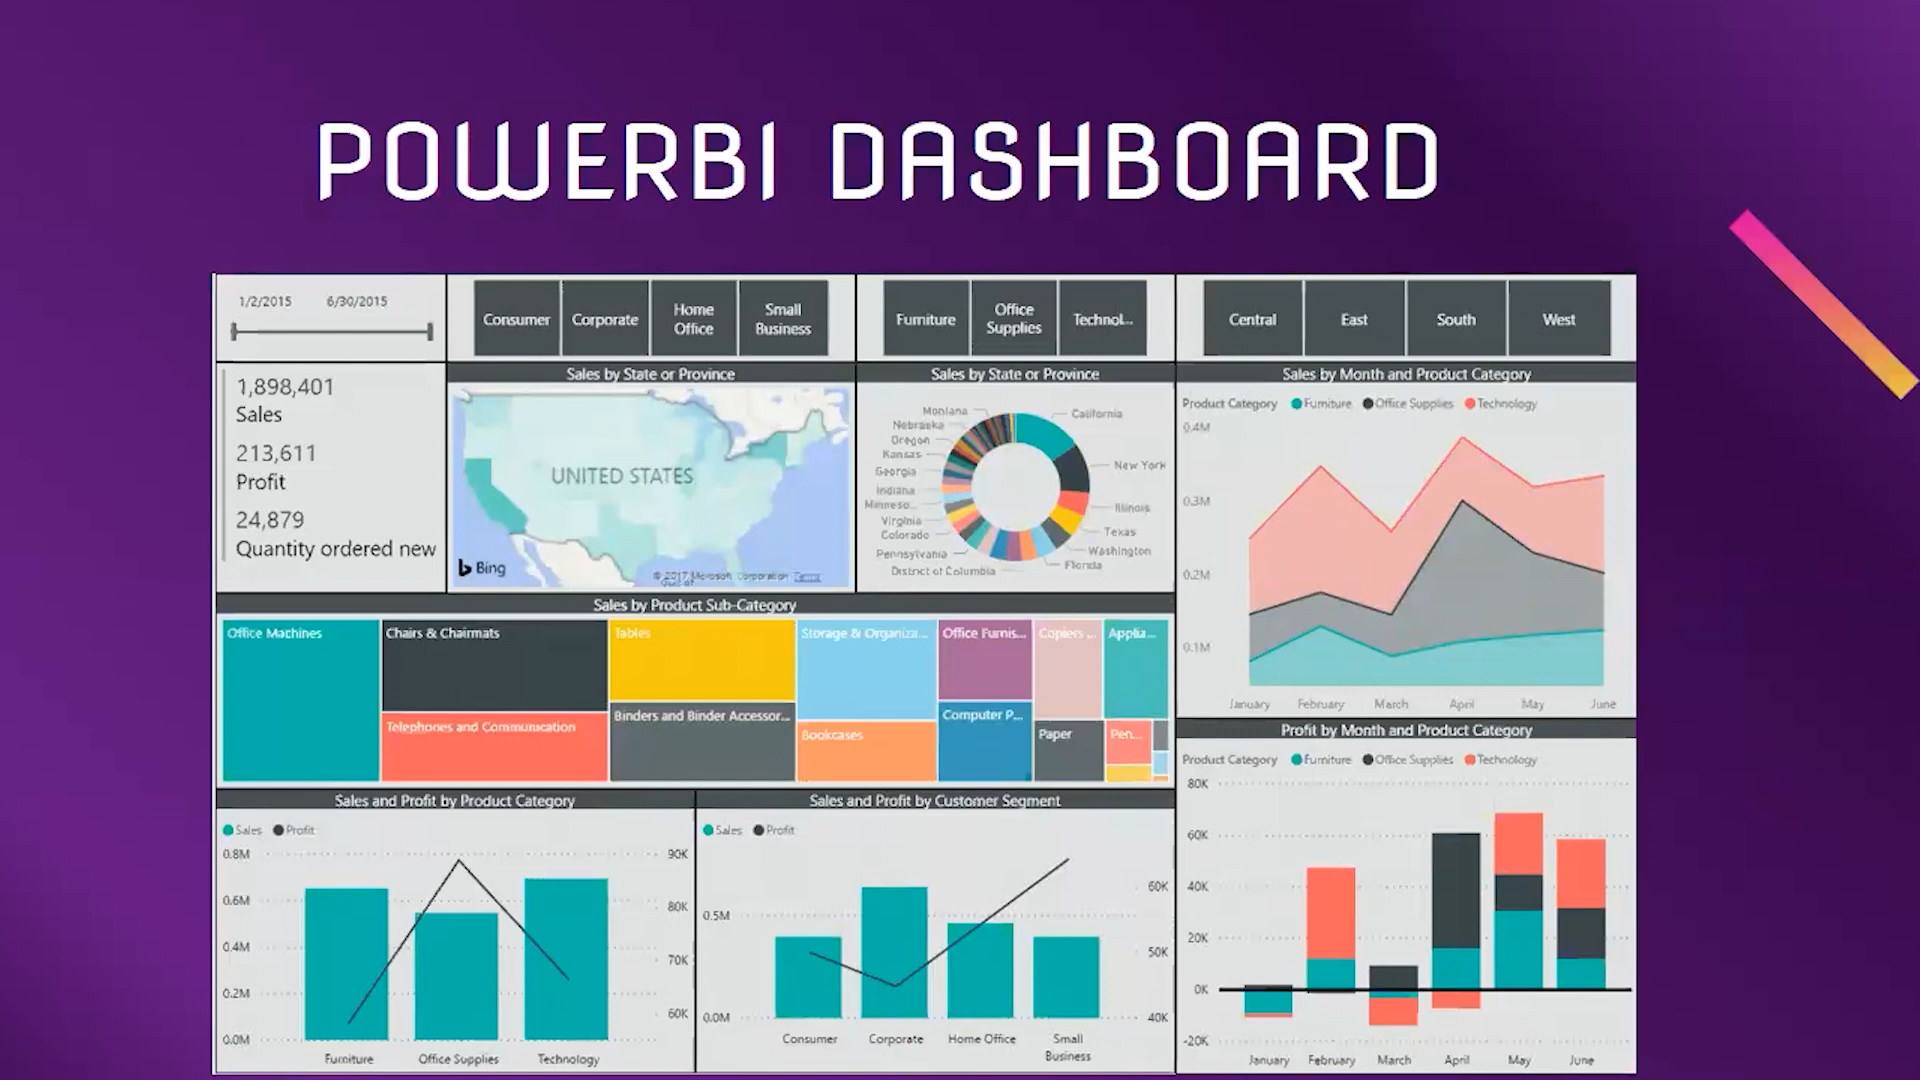 POWERBI DASHBOARD
1/2/2015 6/30/2015
Consumer Corporate Home Office Small Business
Furniture Office Supplies Technol...
Central East South West
1,898,401
Sales
213,611
Profit
24,879
Quantity ordered new
Sales by State or Province
UNITED STATES
Bing
© 2017 Microsoft Corporation Terms
Sales by State or Province
Montana
Nebraska
Oregon
Kansas
Georgia
Indiana
Minneso...
Virginia
Colorado
Pennsylvania
District of Columbia
California
New York
Illinois
Texas
Washington
Florida
Sales by Month and Product Category
Product Category Furniture Office Supplies Technology
0.4M
0.3M
0.2M
0.1M
January February March April May June
Sales by Product Sub-Category
Office Machines
Chairs & Chairmats
Telephones and Communication
Tables
Binders and Binder Accessor...
Storage & Organiza...
Bookcases
Office Furnis...
Computer P...
Copiers ...
Paper
Applia...
Pen...
Profit by Month and Product Category
Product Category Furniture Office Supplies Technology
80K
60K
40K
20K
0K
-20K
January February March April May June
Sales and Profit by Product Category
Sales Profit
0.8M
0.6M
0.4M
0.2M
0.0M
90K
80K
70K
60K
Furniture Office Supplies Technology
Sales and Profit by Customer Segment
Sales Profit
0.5M
0.0M
60K
50K
40K
Consumer Corporate Home Office Small
Business